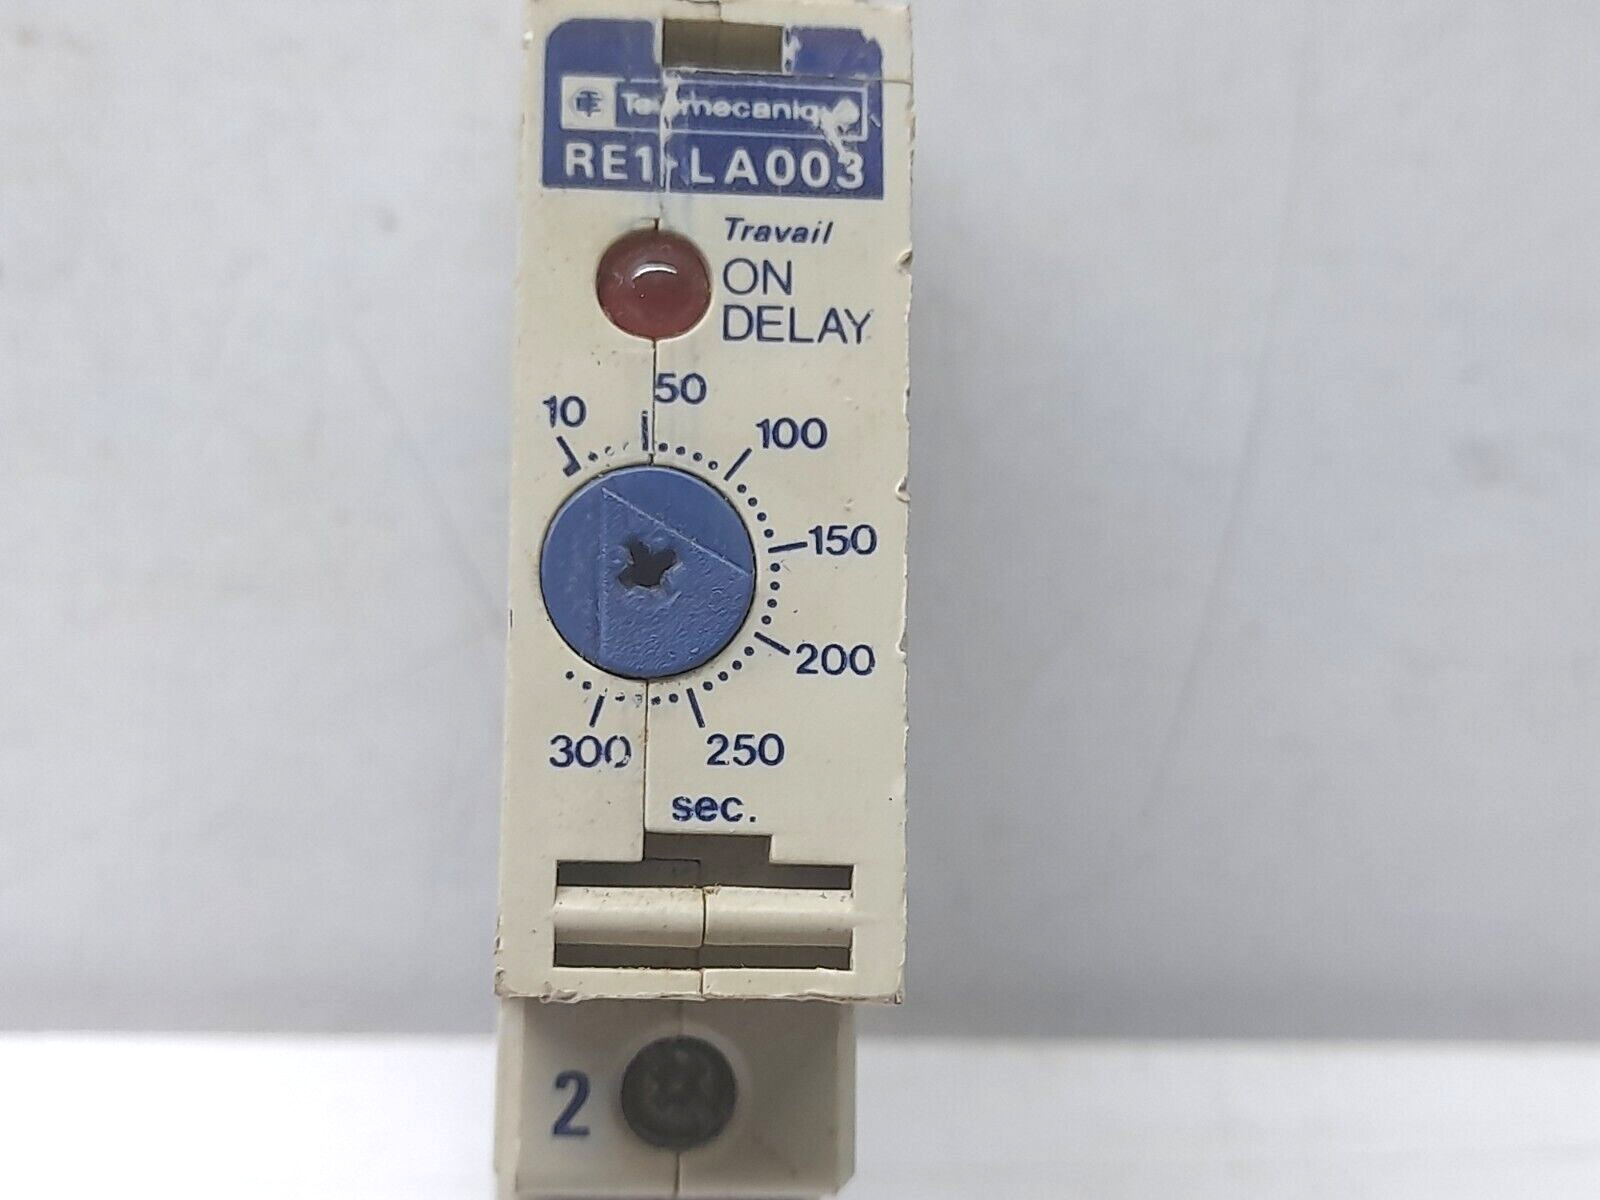 Telemecanique
RE1-LA003
Travail
ON
DELAY
10
50
100
150
200
250
300
sec.
2